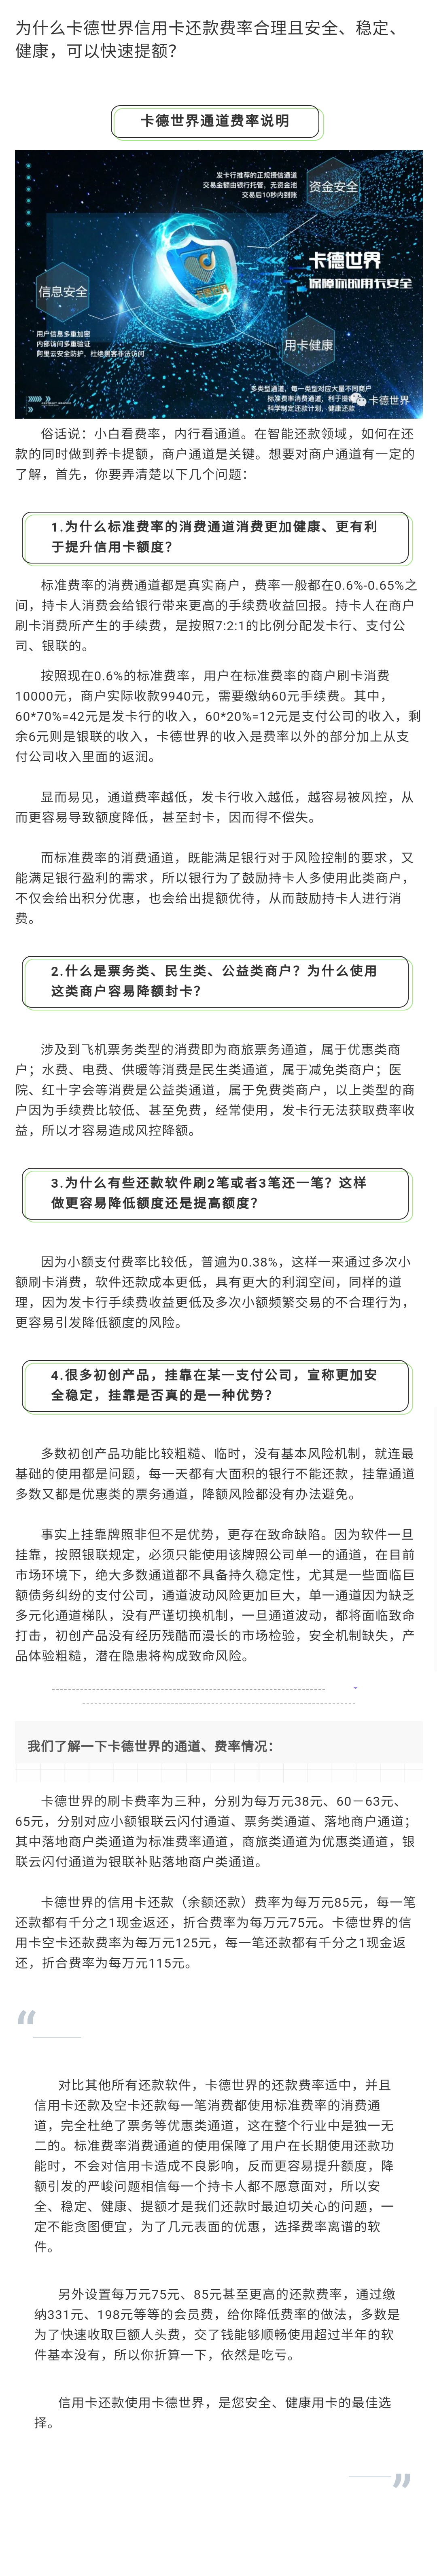 为什么卡德世界信用卡还款费率合理且安全、稳定、
健康，可以快速提额？
卡德世界通道费率说明
发卡行推荐的正规授信通道
交易金额由银行托管，无资金池
交易后10秒内到账
资金安全
卡德世界
保障你的用卡安全
信息安全
用户信息多重加密
内部访问多重验证
阿里云安全防护，杜绝黑客非法访问
用卡健康
多类型通道，每一类型对应大量不同商户
标准费率消费通道，利于提额
科学制定还款计划，健康还款
卡德世界
俗话说：小白看费率，内行看通道。在智能还款领域，如何在还
款的同时做到养卡提额，商户通道是关键。想要对商户通道有一定的
了解，首先，你要弄清楚以下几个问题：
1.为什么标准费率的消费通道消费更加健康、更有利
于提升信用卡额度？
标准费率的消费通道都是真实商户，费率一般都在0.6%-0.65%之
间，持卡人消费会给银行带来更高的手续费收益回报。持卡人在商户
刷卡消费所产生的手续费，是按照7:2:1的比例分配发卡行、支付公
司、银联的。
按照现在0.6%的标准费率，用户在标准费率的商户刷卡消费
10000元，商户实际收款9940元，需要缴纳60元手续费。其中，
60*70%=42元是发卡行的收入，60*20%=12元是支付公司的收入，剩
余6元则是银联的收入，卡德世界的收入是费率以外的部分加上从支
付公司收入里面的返润。
显而易见，通道费率越低，发卡行收入越低，越容易被风控，从
而更容易导致额度降低，甚至封卡，因而得不偿失。
而标准费率的消费通道，既能满足银行对于风险控制的要求，又
能满足银行盈利的需求，所以银行为了鼓励持卡人多使用此类商户，
不仅会给出积分优惠，也会给出提额优待，从而鼓励持卡人进行消
费。
2.什么是票务类、民生类、公益类商户？为什么使用
这类商户容易降额封卡？
涉及到飞机票务类型的消费即为商旅票务通道，属于优惠类商
户；水费、电费、供暖等消费是民生类通道，属于减免类商户；医
院、红十字会等消费是公益类通道，属于免费类商户，以上类型的商
户因为手续费比较低、甚至免费，经常使用，发卡行无法获取费率收
益，所以才容易造成风控降额。
3.为什么有些还款软件刷2笔或者3笔还一笔？这样
做更容易降低额度还是提高额度？
因为小额支付费率比较低，普遍为0.38%，这样一来通过多次小
额刷卡消费，软件还款成本更低，具有更大的利润空间，同样的道
理，因为发卡行手续费收益更低及多次小额频繁交易的不合理行为，
更容易引发降低额度的风险。
4.很多初创产品，挂靠在某一支付公司，宣称更加安
全稳定，挂靠是否真的是一种优势？
多数初创产品功能比较粗糙、临时，没有基本风险机制，就连最
基础的使用都是问题，每一天都有大面积的银行不能还款，挂靠通道
多数又都是优惠类的票务通道，降额风险都没有办法避免。
事实上挂靠牌照非但不是优势，更存在致命缺陷。因为软件一旦
挂靠，按照银联规定，必须只能使用该牌照公司单一的通道，在目前
市场环境下，绝大多数通道都不具备持久稳定性，尤其是一些面临巨
额债务纠纷的支付公司，通道波动风险更加巨大，单一通道因为缺乏
多元化通道梯队，没有严谨切换机制，一旦通道波动，都将面临致命
打击，初创产品没有经历残酷而漫长的市场检验，安全机制缺失，产
品体验粗糙，潜在隐患将构成致命风险。
我们了解一下卡德世界的通道、费率情况：
卡德世界的刷卡费率为三种，分别为每万元38元、60－63元、
65元，分别对应小额银联云闪付通道、票务类通道、落地商户通道；
其中落地商户类通道为标准费率通道，商旅类通道为优惠类通道，银
联云闪付通道为银联补贴落地商户类通道。
卡德世界的信用卡还款（余额还款）费率为每万元85元，每一笔
还款都有千分之1现金返还，折合费率为每万元75元。卡德世界的信
用卡空卡还款费率为每万元125元，每一笔还款都有千分之1现金返
还，折合费率为每万元115元。
“
对比其他所有还款软件，卡德世界的还款费率适中，并且
信用卡还款及空卡还款每一笔消费都使用标准费率的消费通
道，完全杜绝了票务等优惠类通道，这在整个行业中是独一无
二的。标准费率消费通道的使用保障了用户在长期使用还款功
能时，不会对信用卡造成不良影响，反而更容易提升额度，降
额引发的严峻问题相信每一个持卡人都不愿意面对，所以安
全、稳定、健康、提额才是我们还款时最迫切关心的问题，一
定不能贪图便宜，为了几元表面的优惠，选择费率离谱的软
件。
另外设置每万元75元、85元甚至更高的还款费率，通过缴
纳331元、198元等等的会员费，给你降低费率的做法，多数是
为了快速收取巨额人头费，交了钱能够顺畅使用超过半年的软
件基本没有，所以你折算一下，依然是吃亏。
信用卡还款使用卡德世界，是您安全、健康用卡的最佳选
择。
”